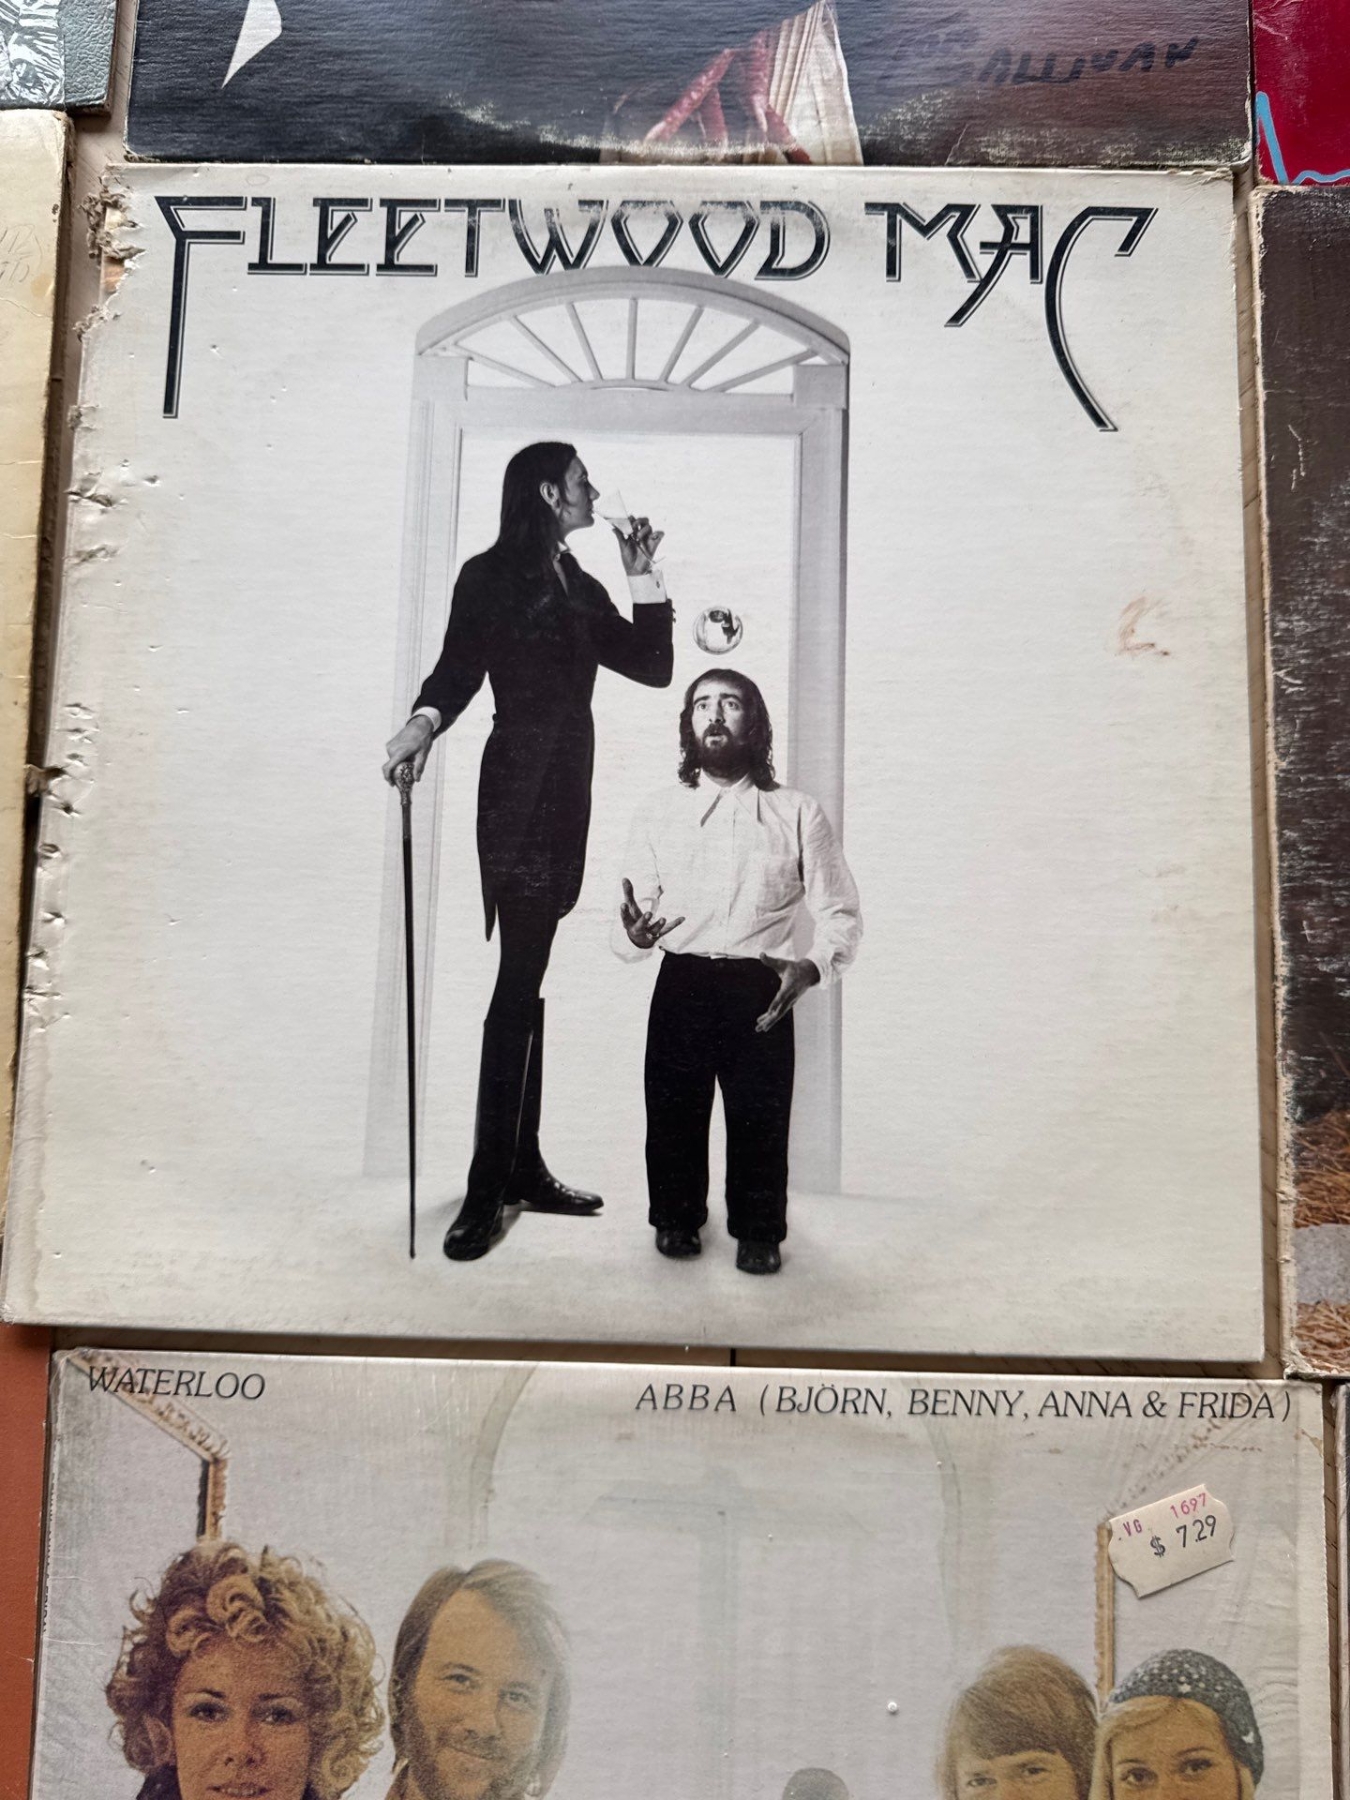 FLEETWOOD MAC
WATERLOO
ABBA (BJÖRN, BENNY, ANNA & FRIDA)
VG 1697
$ 7.29